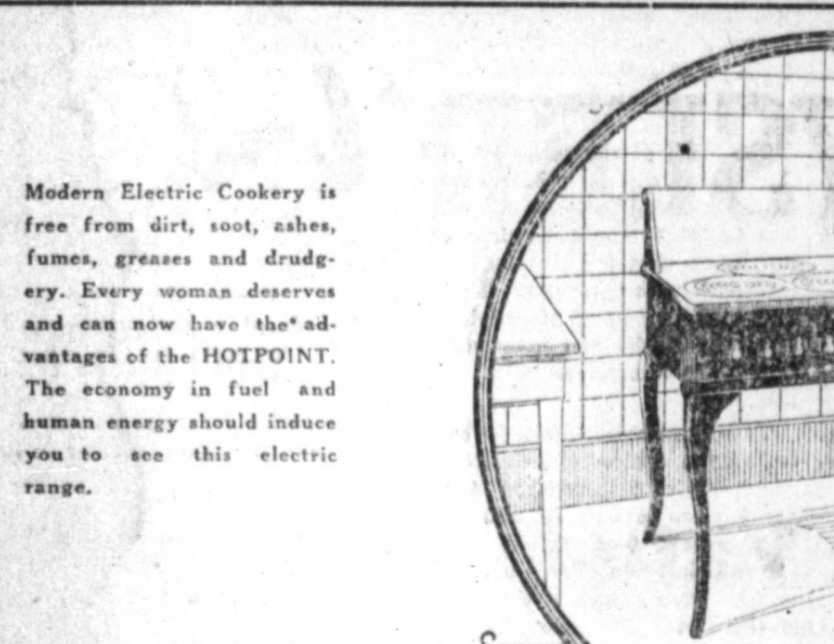 Modern Electric Cookery is
free from dirt, soot, ashes,
fumes, greases and drudg-
ery. Every woman deserves
and can now have the ad-
vantages of the HOTPOINT.
The economy in fuel and
human energy should induce
you to see this electric
range.